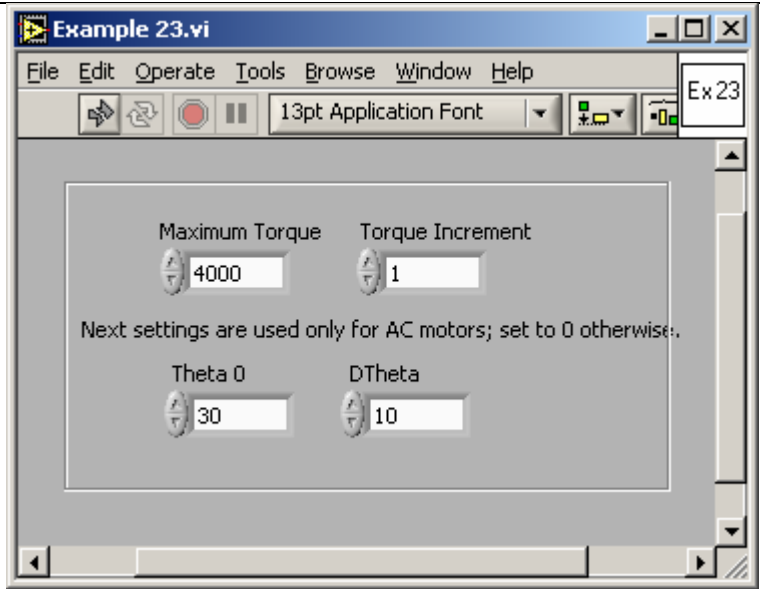 Example 23.vi
File Edit Operate Tools Browse Window Help
Ex 23
13pt Application Font
Maximum Torque Torque Increment
4000 1
Next settings are used only for AC motors; set to 0 otherwise.
Theta 0 DTheta
30 10